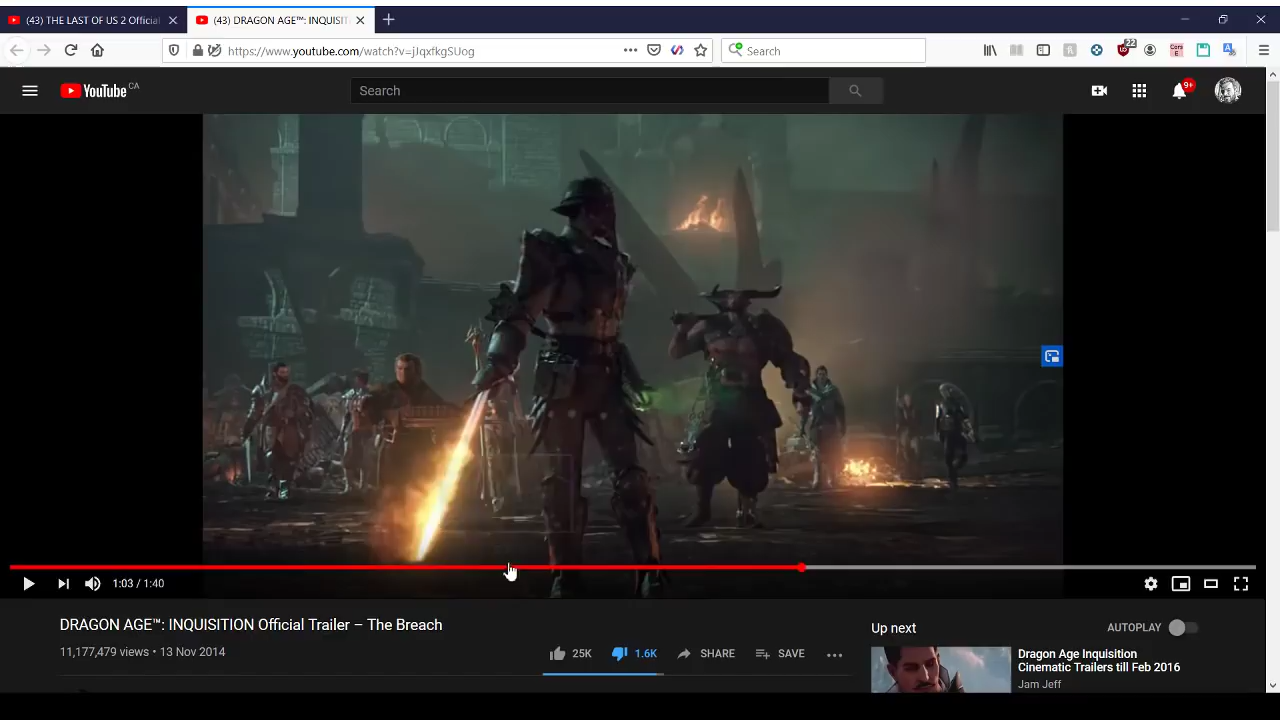 (43) THE LAST OF US 2 Official
(43) DRAGON AGE™: INQUISIT
https://www.youtube.com/watch?v=jJqxfkgSUog
Search
22
YouTube CA
Search
9+
1:03 / 1:40
DRAGON AGE™: INQUISITION Official Trailer – The Breach
11,177,479 views • 13 Nov 2014
25K
1.6K
SHARE
SAVE
Up next
AUTOPLAY
Dragon Age Inquisition
Cinematic Trailers till Feb 2016
Jam Jeff